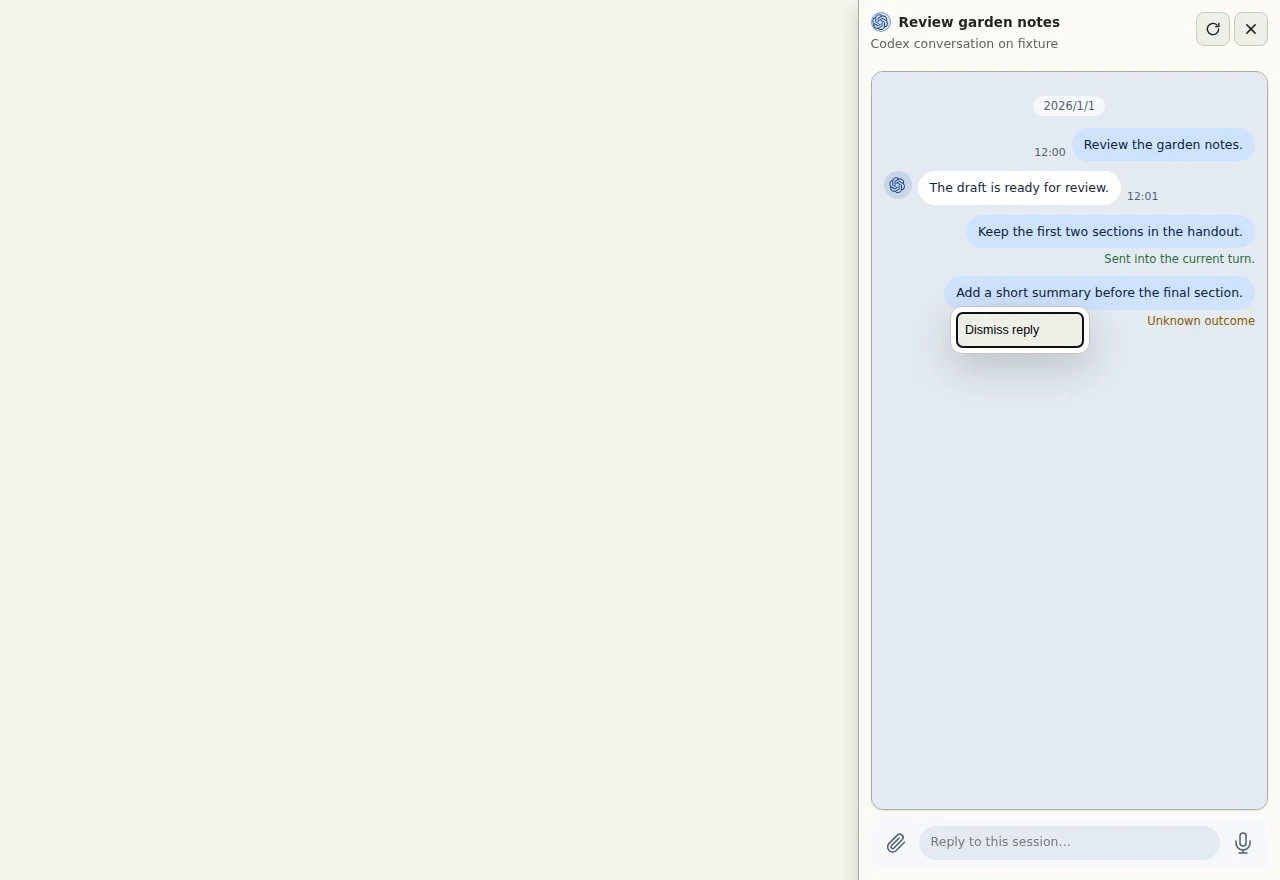 Review garden notes
Codex conversation on fixture
2026/1/1
12:00 Review the garden notes.
The draft is ready for review. 12:01
Keep the first two sections in the handout.
Sent into the current turn.
Add a short summary before the final section.
Unknown outcome
Dismiss reply
Reply to this session...